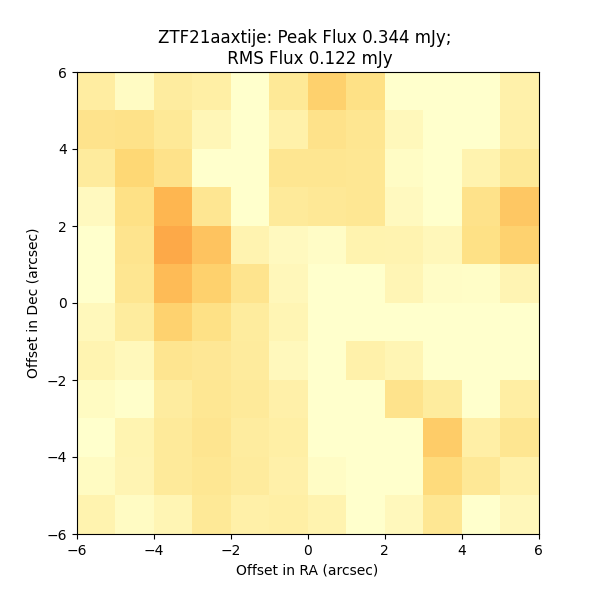 ZTF21aaxtije: Peak Flux 0.344 mJy;
RMS Flux 0.122 mJy
6
4
2
0
−2
−4
−6
Offset in Dec (arcsec)
−6 −4 −2 0 2 4 6
Offset in RA (arcsec)